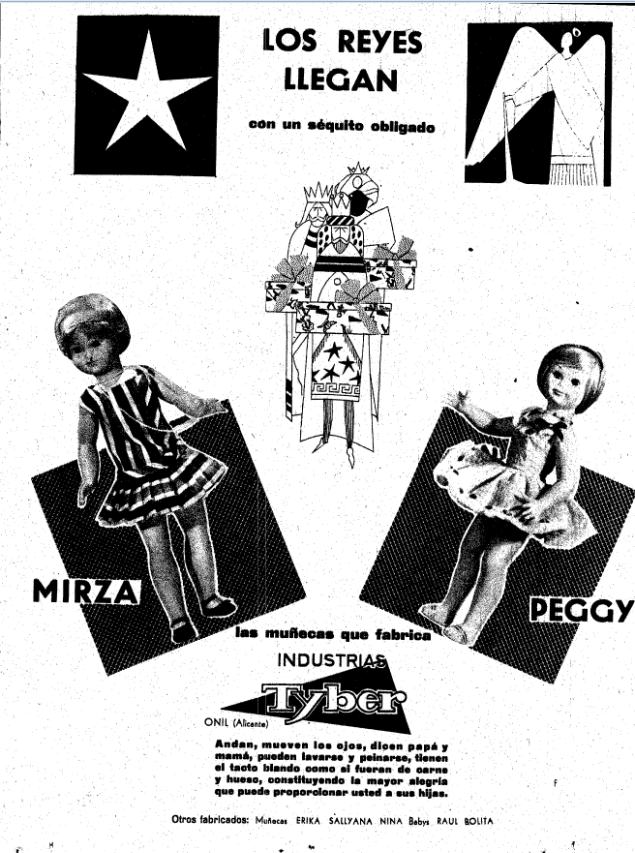 LOS REYES
LLEGAN
con un séquito obligado
MIRZA
PEGGY
las muñecas que fabrica
INDUSTRIAS
Tyber
ONIL (Alicante)
Andan, mueven los ojos, dicen papá y
mamá, pueden lavarse y peinarse, tienen
el tacto blando como si fueran de carne
y hueso, constituyendo la mayor alegría
que puede proporcionar usted a sus hijas.
Otros fabricados: Muñecas ERIKA SALLYANA NINA Babys RAUL BOLITA